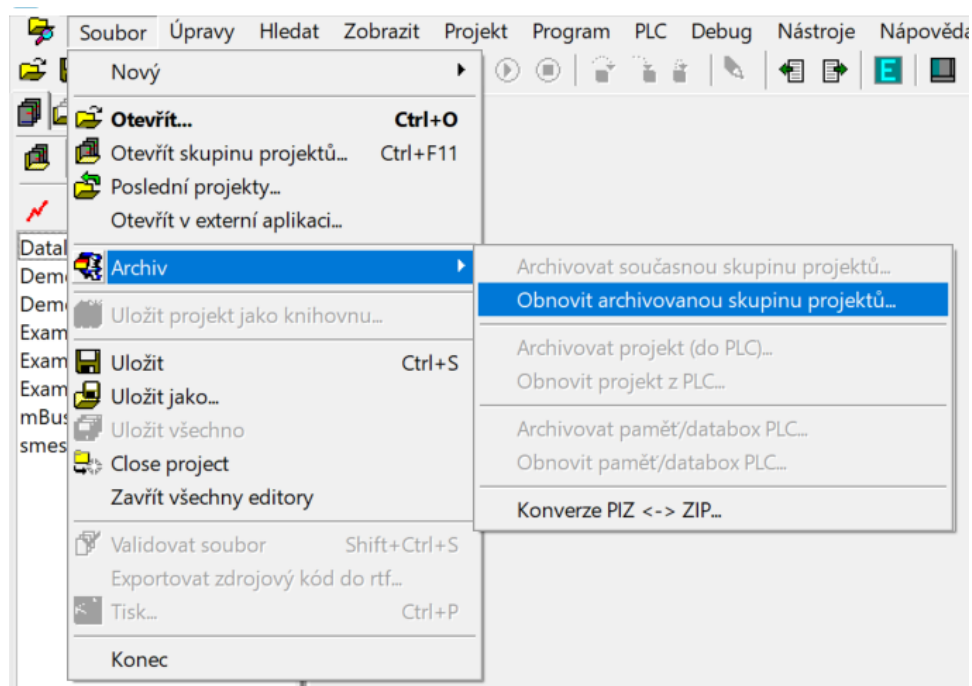 Soubor Úpravy Hledat Zobrazit Projekt Program PLC Debug Nástroje Nápověda
Nový
Otevřít... Ctrl+O
Otevřít skupinu projektů... Ctrl+F11
Poslední projekty...
Otevřít v externí aplikaci...
Archiv
Uložit projekt jako knihovnu...
Uložit Ctrl+S
Uložit jako...
Uložit všechno
Close project
Zavřít všechny editory
Validovat soubor Shift+Ctrl+S
Exportovat zdrojový kód do rtf...
Tisk... Ctrl+P
Konec
Archivovat současnou skupinu projektů...
Obnovit archivovanou skupinu projektů...
Archivovat projekt (do PLC)...
Obnovit projekt z PLC...
Archivovat paměť/databox PLC...
Obnovit paměť/databox PLC...
Konverze PIZ <-> ZIP...
E
Datal
Dem
Dem
Exam
Exam
Exam
mBus
smes